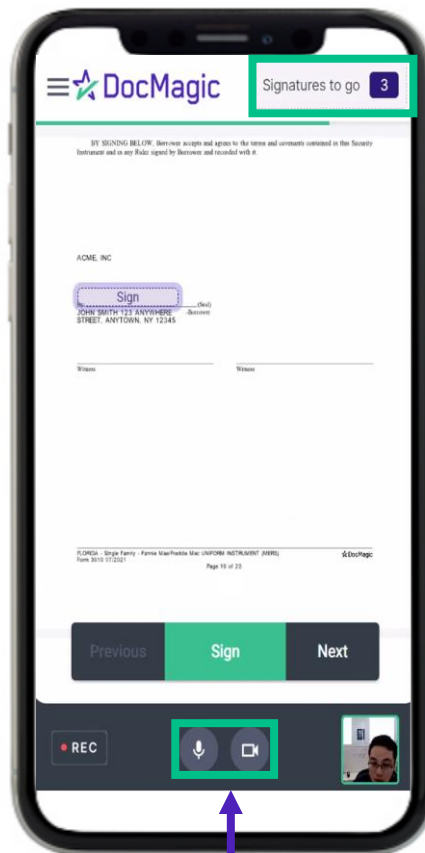 DocMagic
Signatures to go 3
BY SIGNING BELOW, Borrower accepts and agrees to the terms and covenants contained in this Security
Instrument and in any Rider signed by Borrower and recorded with it.
ACME, INC
Sign
(Seal)
JOHN SMITH 123 ANYWHERE -Borrower
STREET, ANYTOWN, NY 12345
Witness Witness
FLORIDA - Single Family - Fannie Mae/Freddie Mac UNIFORM INSTRUMENT (MERS) DocMagic
Form 3010 07/2021
of 23
Previous Sign Next
REC